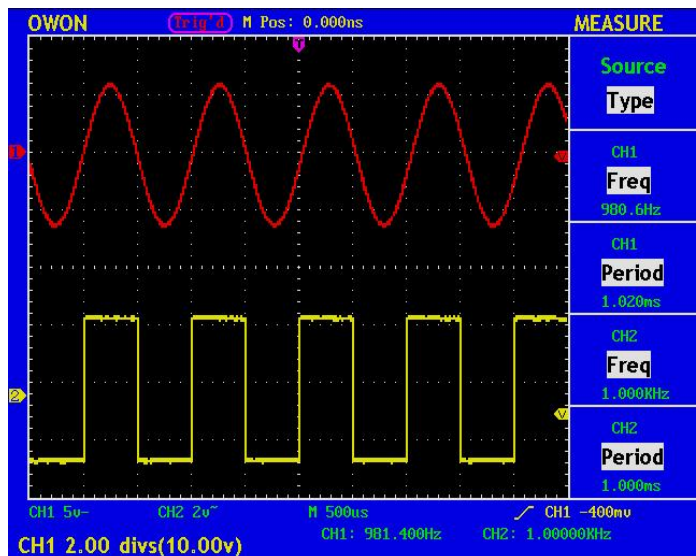 OWON Trig'd M Pos: 0.000ns MEASURE
T
Source
Type
1
V
CH1
Freq
980.6Hz
CH1
Period
1.020ms
CH2
Freq
1.000KHz
2
V
CH2
Period
1.000ms
CH1 5v- CH2 2v~ M 500us CH1 -400mv
CH1: 981.400Hz CH2: 1.00000KHz
CH1 2.00 divs(10.00v)